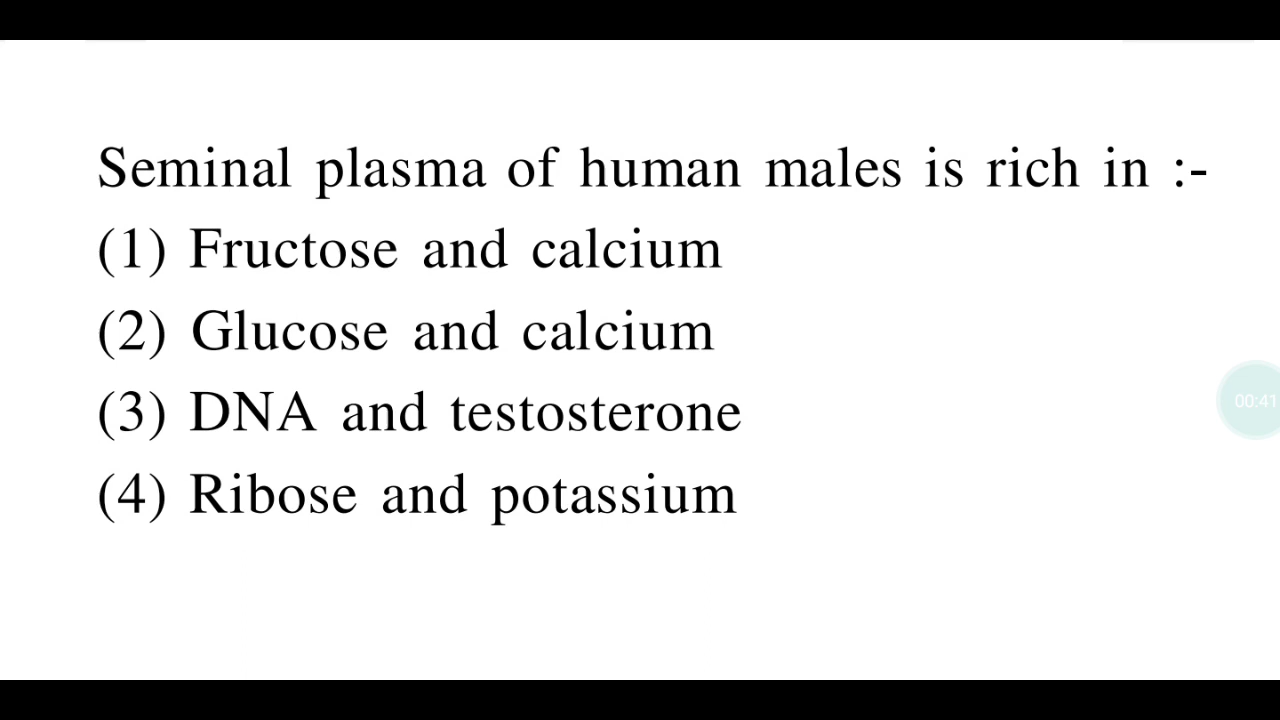 Seminal plasma of human males is rich in :-
(1) Fructose and calcium
(2) Glucose and calcium
(3) DNA and testosterone
00:41
(4) Ribose and potassium